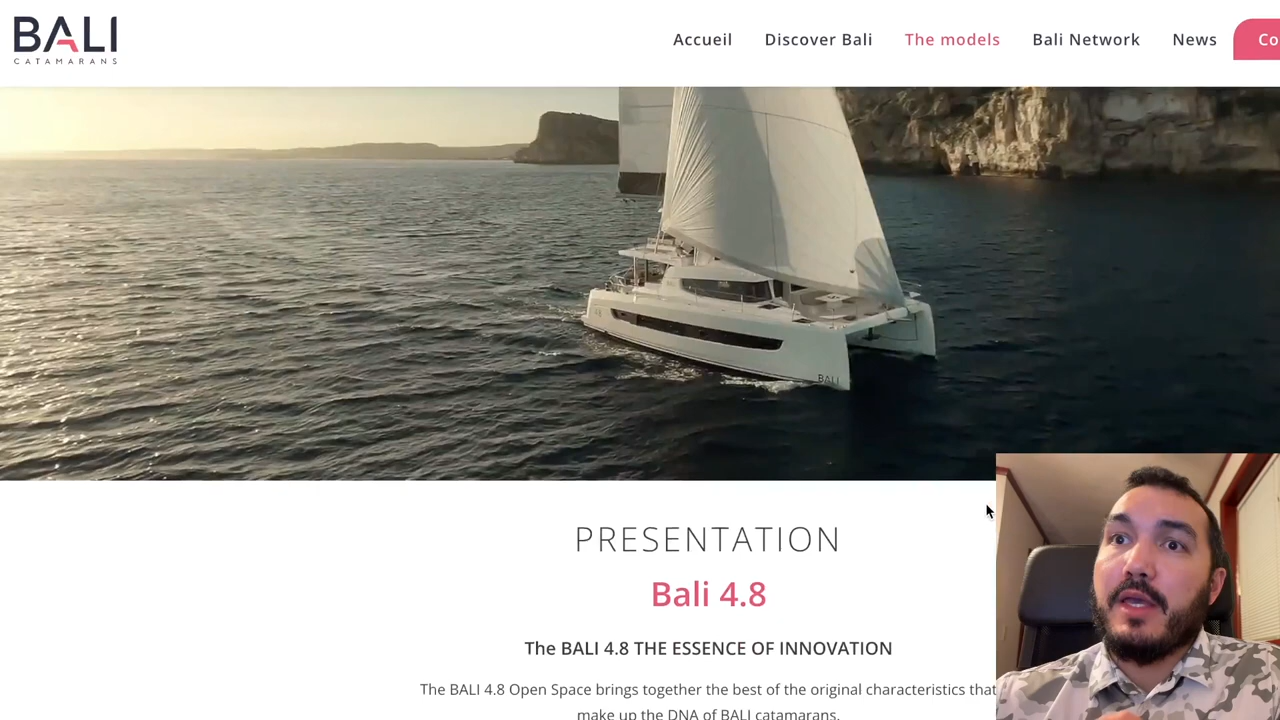 BALI
CATAMARANS
Accueil
Discover Bali
The models
Bali Network
News
Co
BALI
PRESENTATION
Bali 4.8
The BALI 4.8 THE ESSENCE OF INNOVATION
The BALI 4.8 Open Space brings together the best of the original characteristics that
make up the DNA of BALI catamarans.